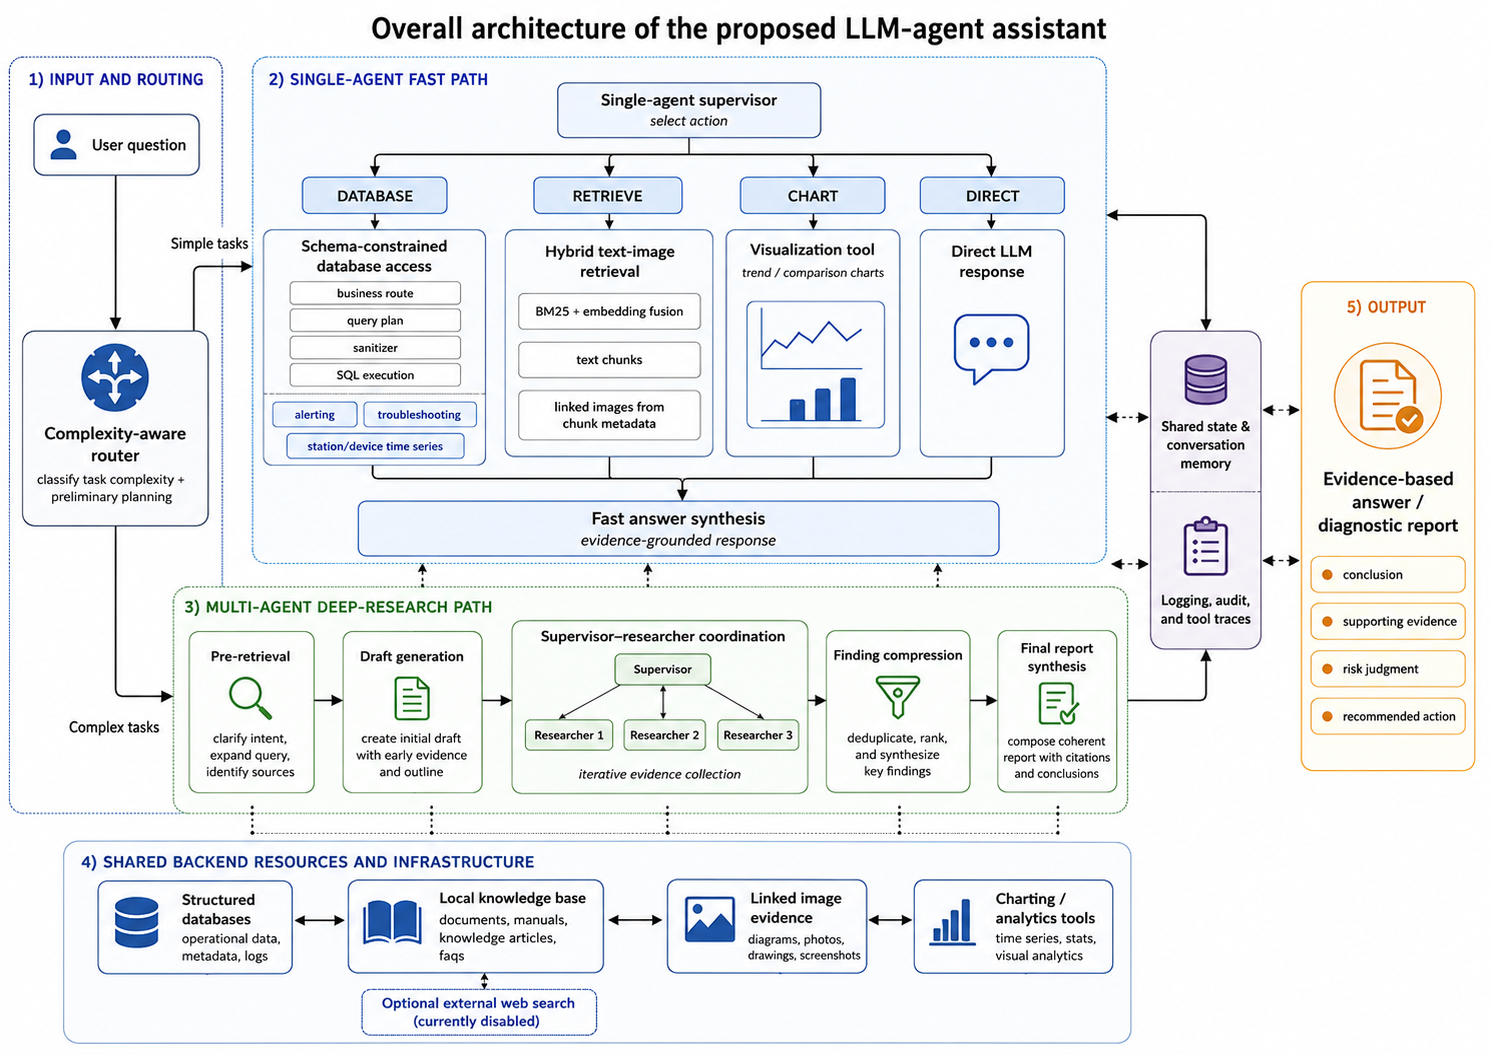 Overall architecture of the proposed LLM-agent assistant
1) INPUT AND ROUTING
User question
Simple tasks
Complexity-aware
router
classify task complexity +
preliminary planning
Complex tasks
2) SINGLE-AGENT FAST PATH
Single-agent supervisor
select action
DATABASE
RETRIEVE
CHART
DIRECT
Schema-constrained
database access
business route
query plan
sanitizer
SQL execution
alerting
troubleshooting
station/device time series
Hybrid text-image
retrieval
BM25 + embedding fusion
text chunks
linked images from
chunk metadata
Visualization tool
trend / comparison charts
Direct LLM
response
Fast answer synthesis
evidence-grounded response
3) MULTI-AGENT DEEP-RESEARCH PATH
Pre-retrieval
clarify intent,
expand query,
identify sources
Draft generation
create initial draft
with early evidence
and outline
Supervisor–researcher coordination
Supervisor
Researcher 1
Researcher 2
Researcher 3
iterative evidence collection
Finding compression
deduplicate, rank,
and synthesize
key findings
Final report
synthesis
compose coherent
report with citations
and conclusions
Shared state &
conversation
memory
Logging, audit,
and tool traces
5) OUTPUT
Evidence-based
answer /
diagnostic report
conclusion
supporting evidence
risk judgment
recommended action
4) SHARED BACKEND RESOURCES AND INFRASTRUCTURE
Structured
databases
operational data,
metadata, logs
Local knowledge base
documents, manuals,
knowledge articles,
faqs
Linked image
evidence
diagrams, photos,
drawings, screenshots
Charting /
analytics tools
time series, stats,
visual analytics
Optional external web search
(currently disabled)